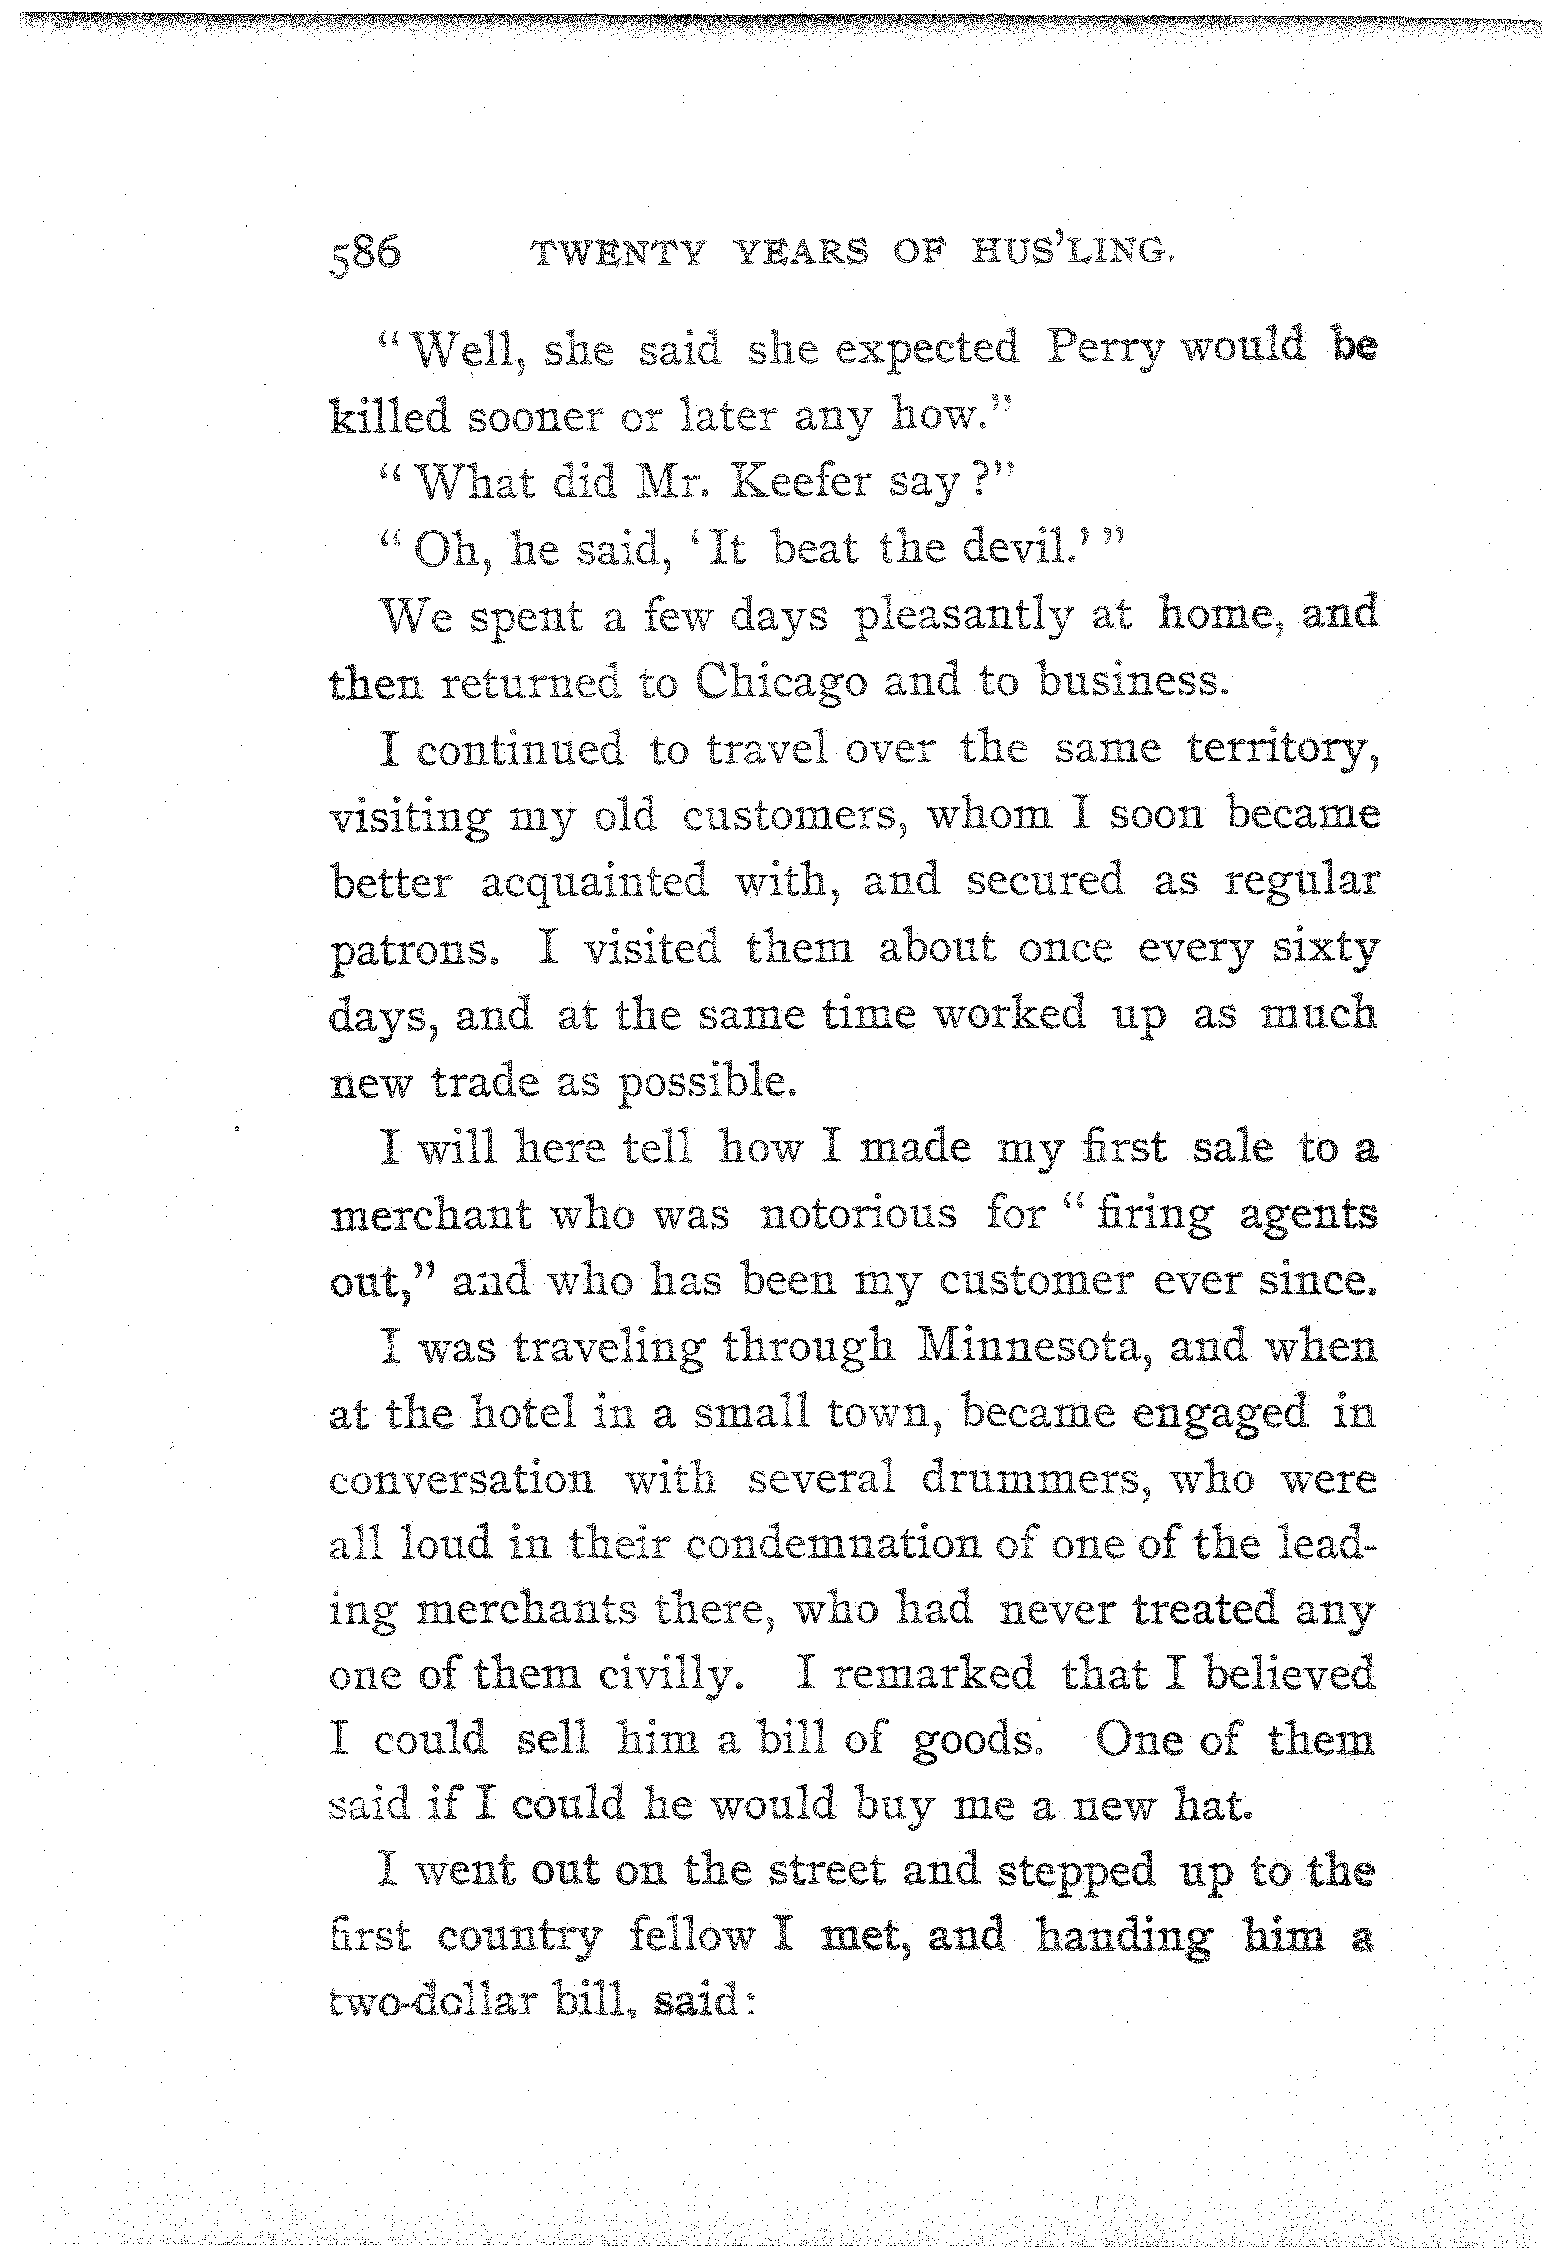 586 TWENTY YEARS OF HUS'LING.
"Well, she said she expected Perry would be
killed sooner or later any how."
"What did Mr. Keefer say?"
"Oh, he said, 'It beat the devil.'"
We spent a few days pleasantly at home, and
then returned to Chicago and to business.
I continued to travel over the same territory,
visiting my old customers, whom I soon became
better acquainted with, and secured as regular
patrons. I visited them about once every sixty
days, and at the same time worked up as much
new trade as possible.
I will here tell how I made my first sale to a
merchant who was notorious for "firing agents
out," and who has been my customer ever since.
I was traveling through Minnesota, and when
at the hotel in a small town, became engaged in
conversation with several drummers, who were
all loud in their condemnation of one of the lead-
ing merchants there, who had never treated any
one of them civilly. I remarked that I believed
I could sell him a bill of goods. One of them
said if I could he would buy me a new hat.
I went out on the street and stepped up to the
first country fellow I met, and handing him a
two-dollar bill, said: